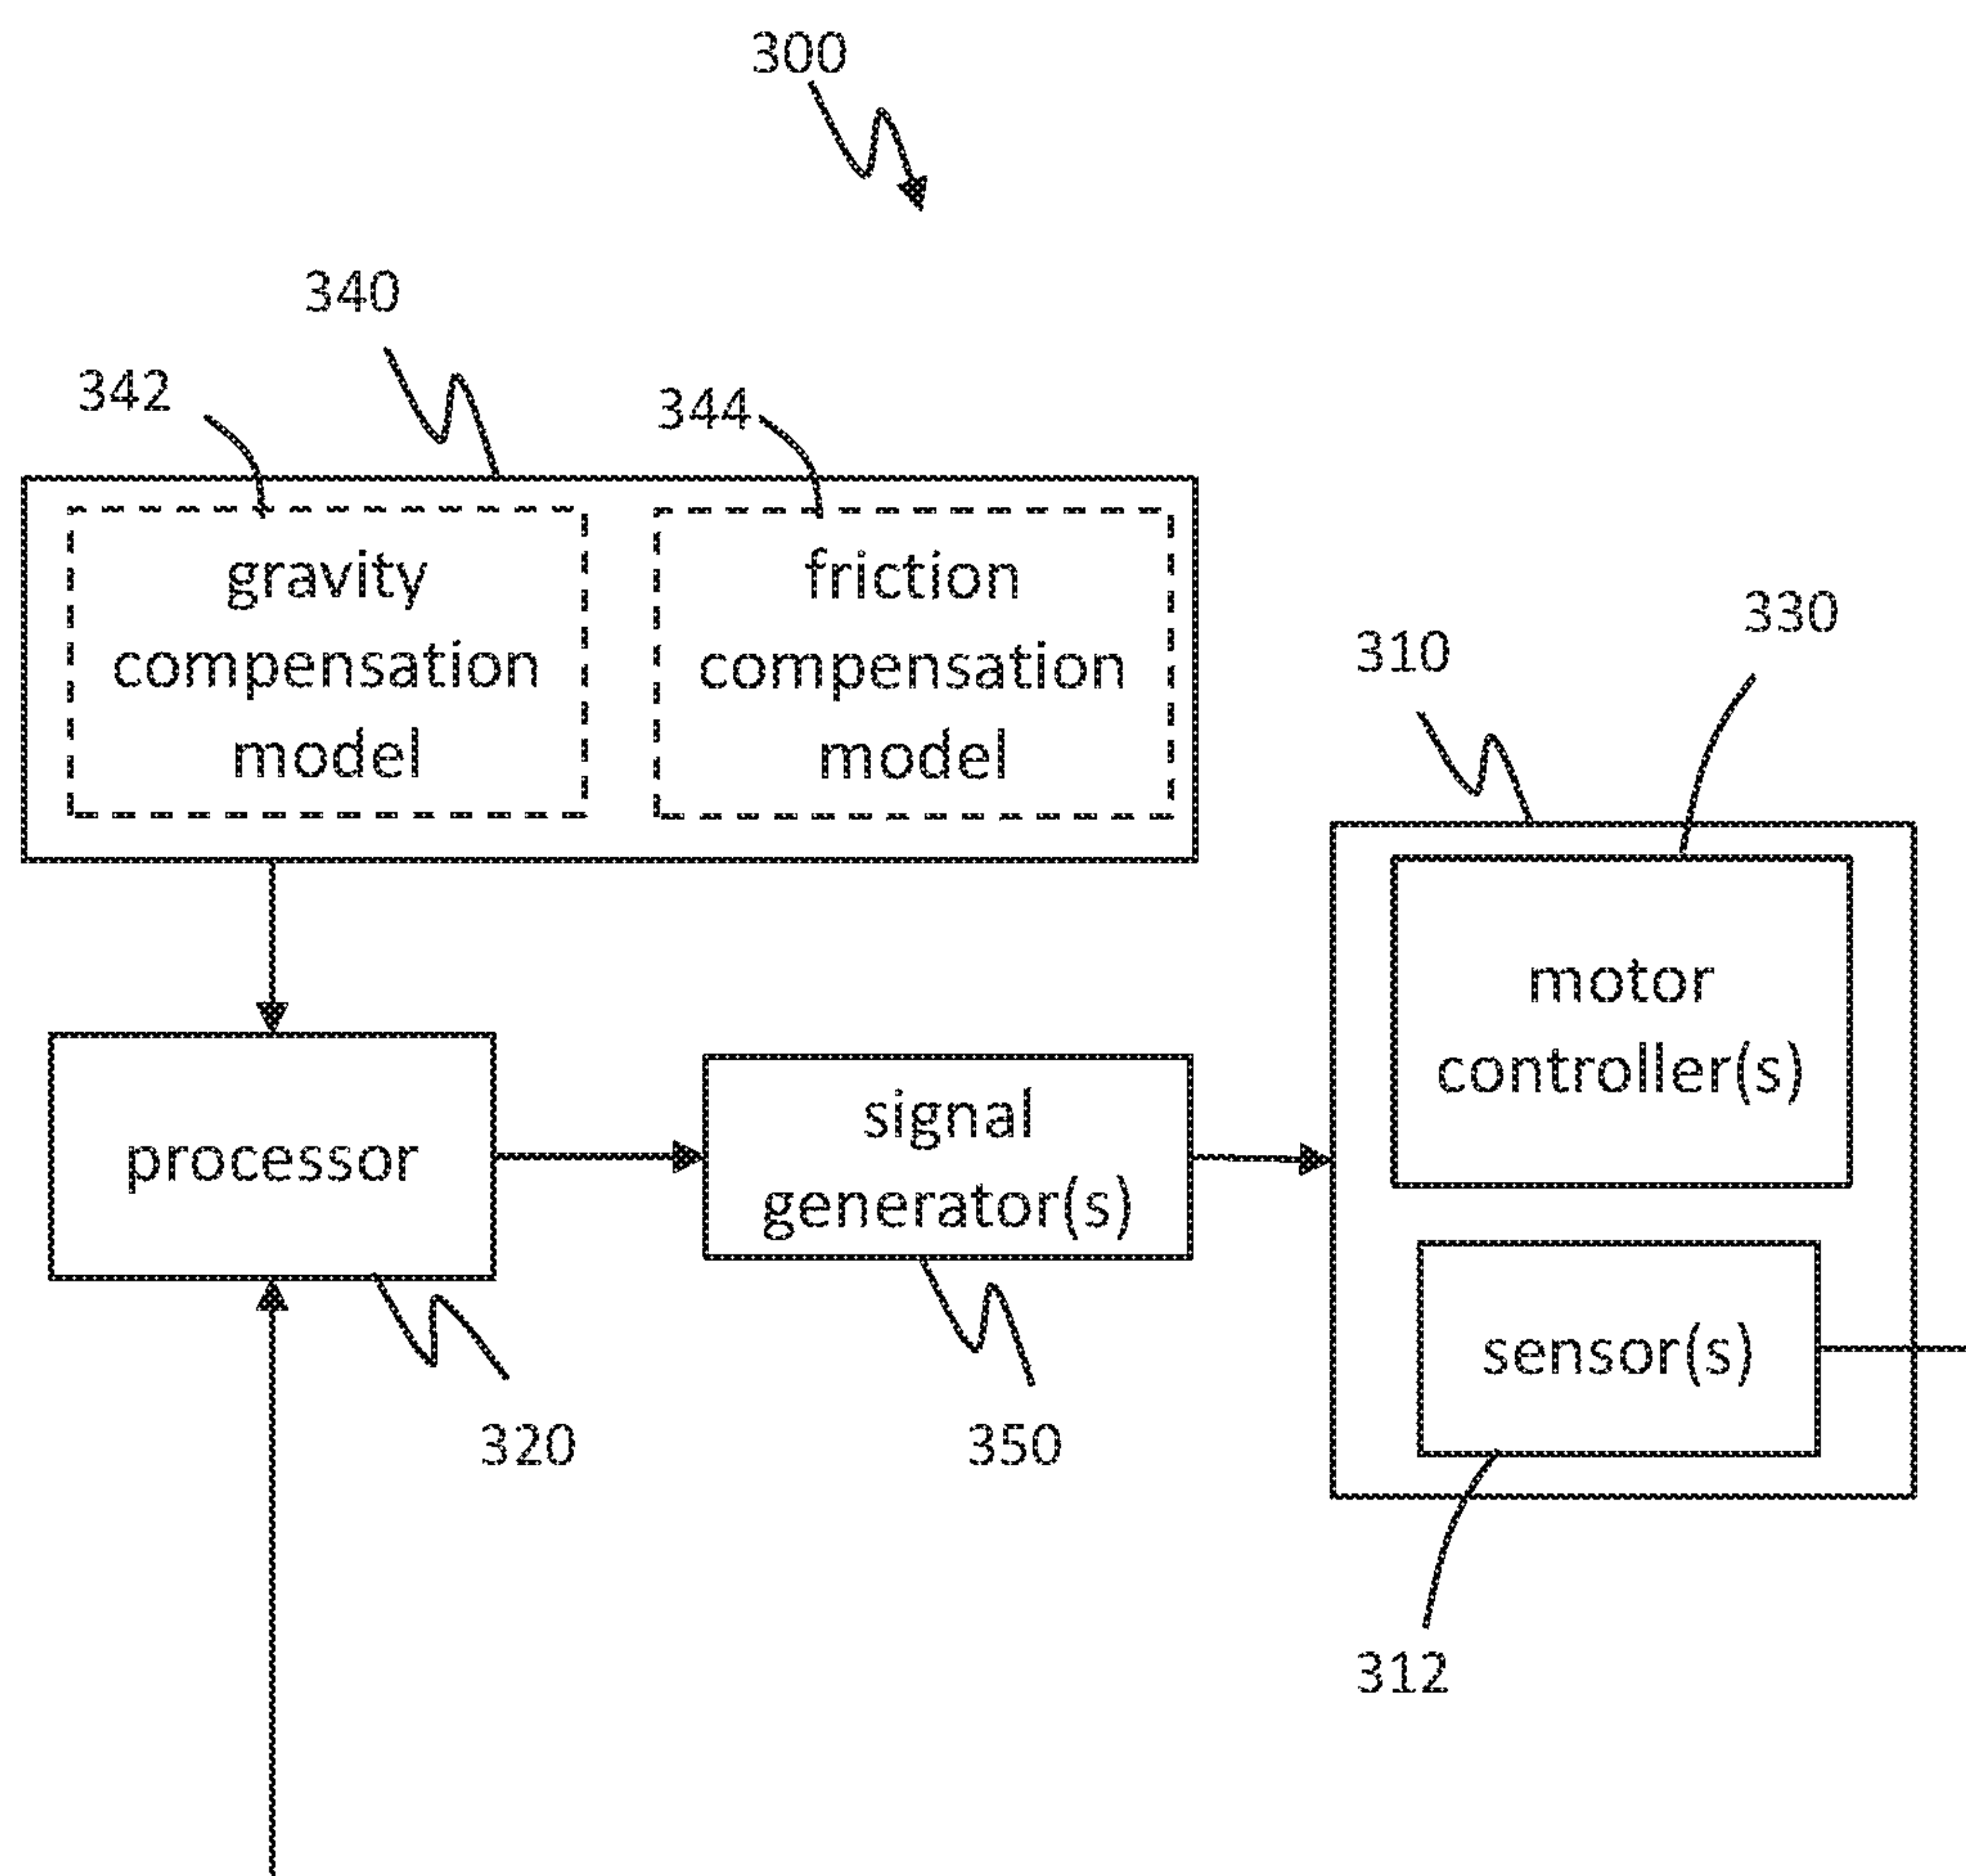 300
340
342
344
gravity
compensation
model
friction
compensation
model
310
330
motor
controller(s)
processor
signal
generator(s)
sensor(s)
320
350
312